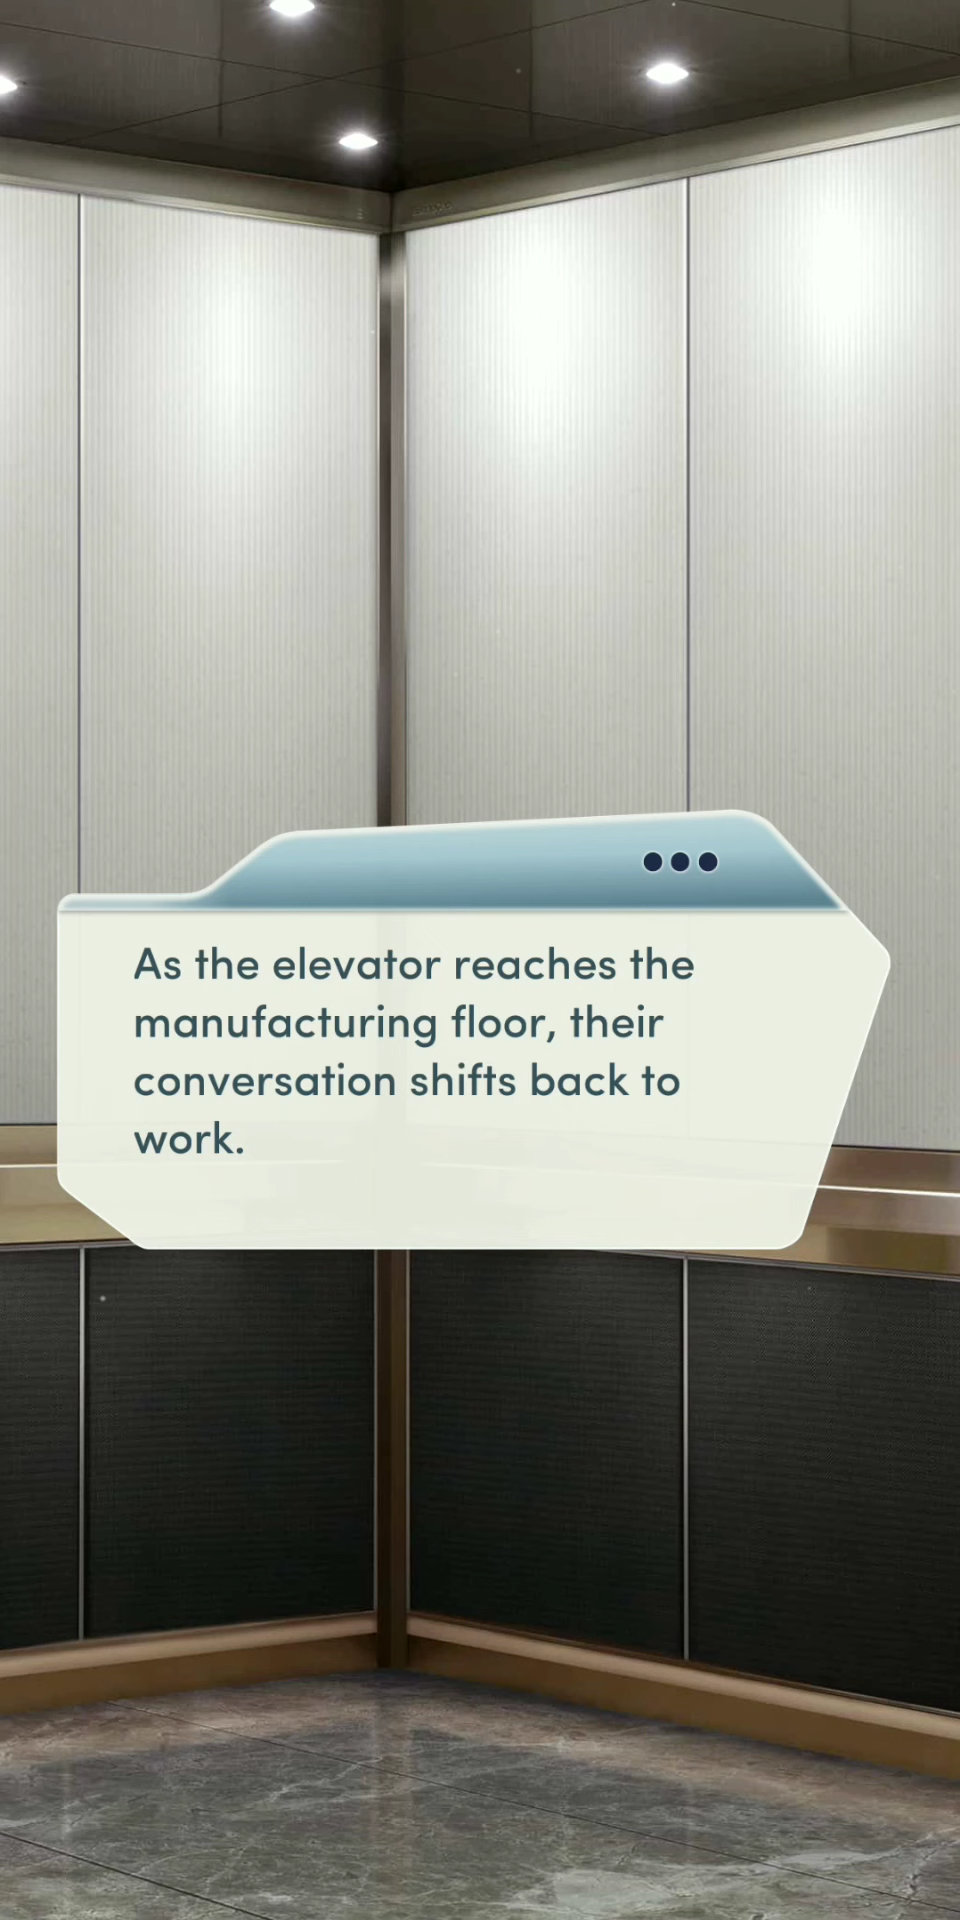 As the elevator reaches the
manufacturing floor, their
conversation shifts back to
work.